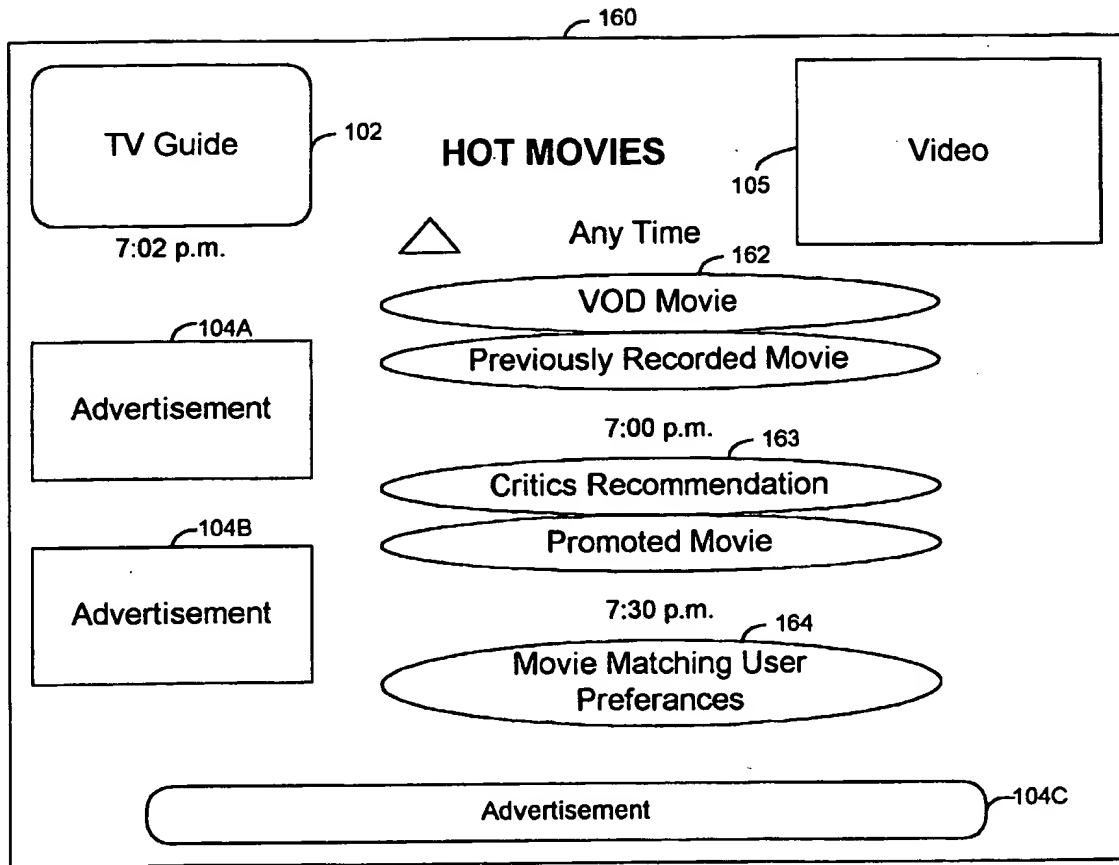 160
TV Guide
102
7:02 p.m.
HOT MOVIES
Video
105
Any Time
162
VOD Movie
Previously Recorded Movie
104A
Advertisement
7:00 p.m.
163
Critics Recommendation
Promoted Movie
104B
Advertisement
7:30 p.m.
164
Movie Matching User
Preferances
Advertisement
104C